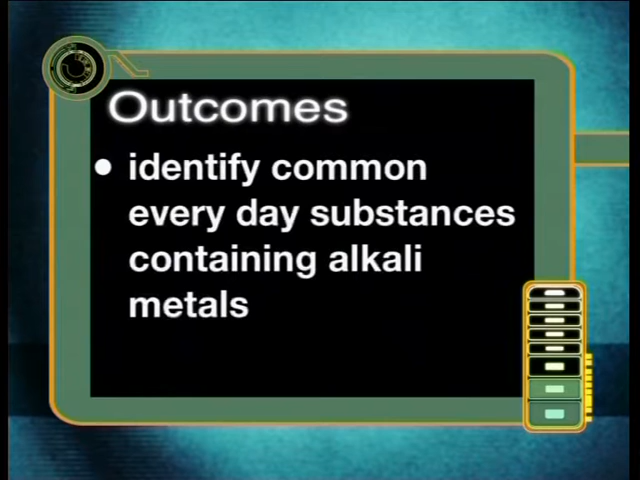 Outcomes
• identify common
every day substances
containing alkali
metals